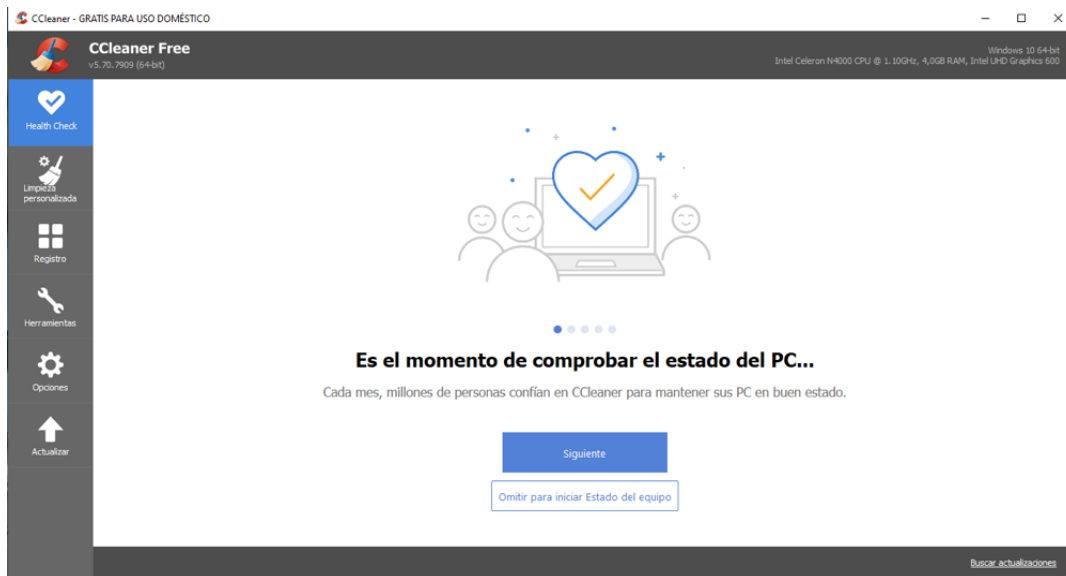 CCleaner - GRATIS PARA USO DOMÉSTICO
CCleaner Free
v5.70.7909 (64-bit)
Windows 10 64-bit
Intel Celeron N4000 CPU @ 1.10GHz, 4,0GB RAM, Intel UHD Graphics 600
Health Check
Limpieza
personalizada
Registro
Herramientas
Opciones
Actualizar
Es el momento de comprobar el estado del PC...
Cada mes, millones de personas confían en CCleaner para mantener sus PC en buen estado.
Siguiente
Omitir para iniciar Estado del equipo
Buscar actualizaciones